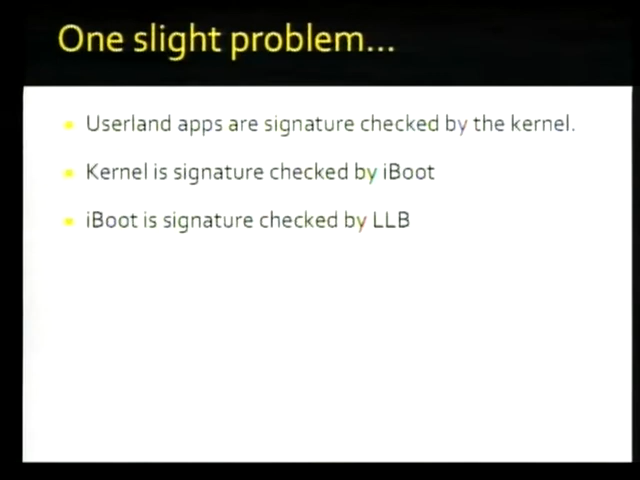 One slight problem...
Userland apps are signature checked by the kernel.
Kernel is signature checked by iBoot
iBoot is signature checked by LLB